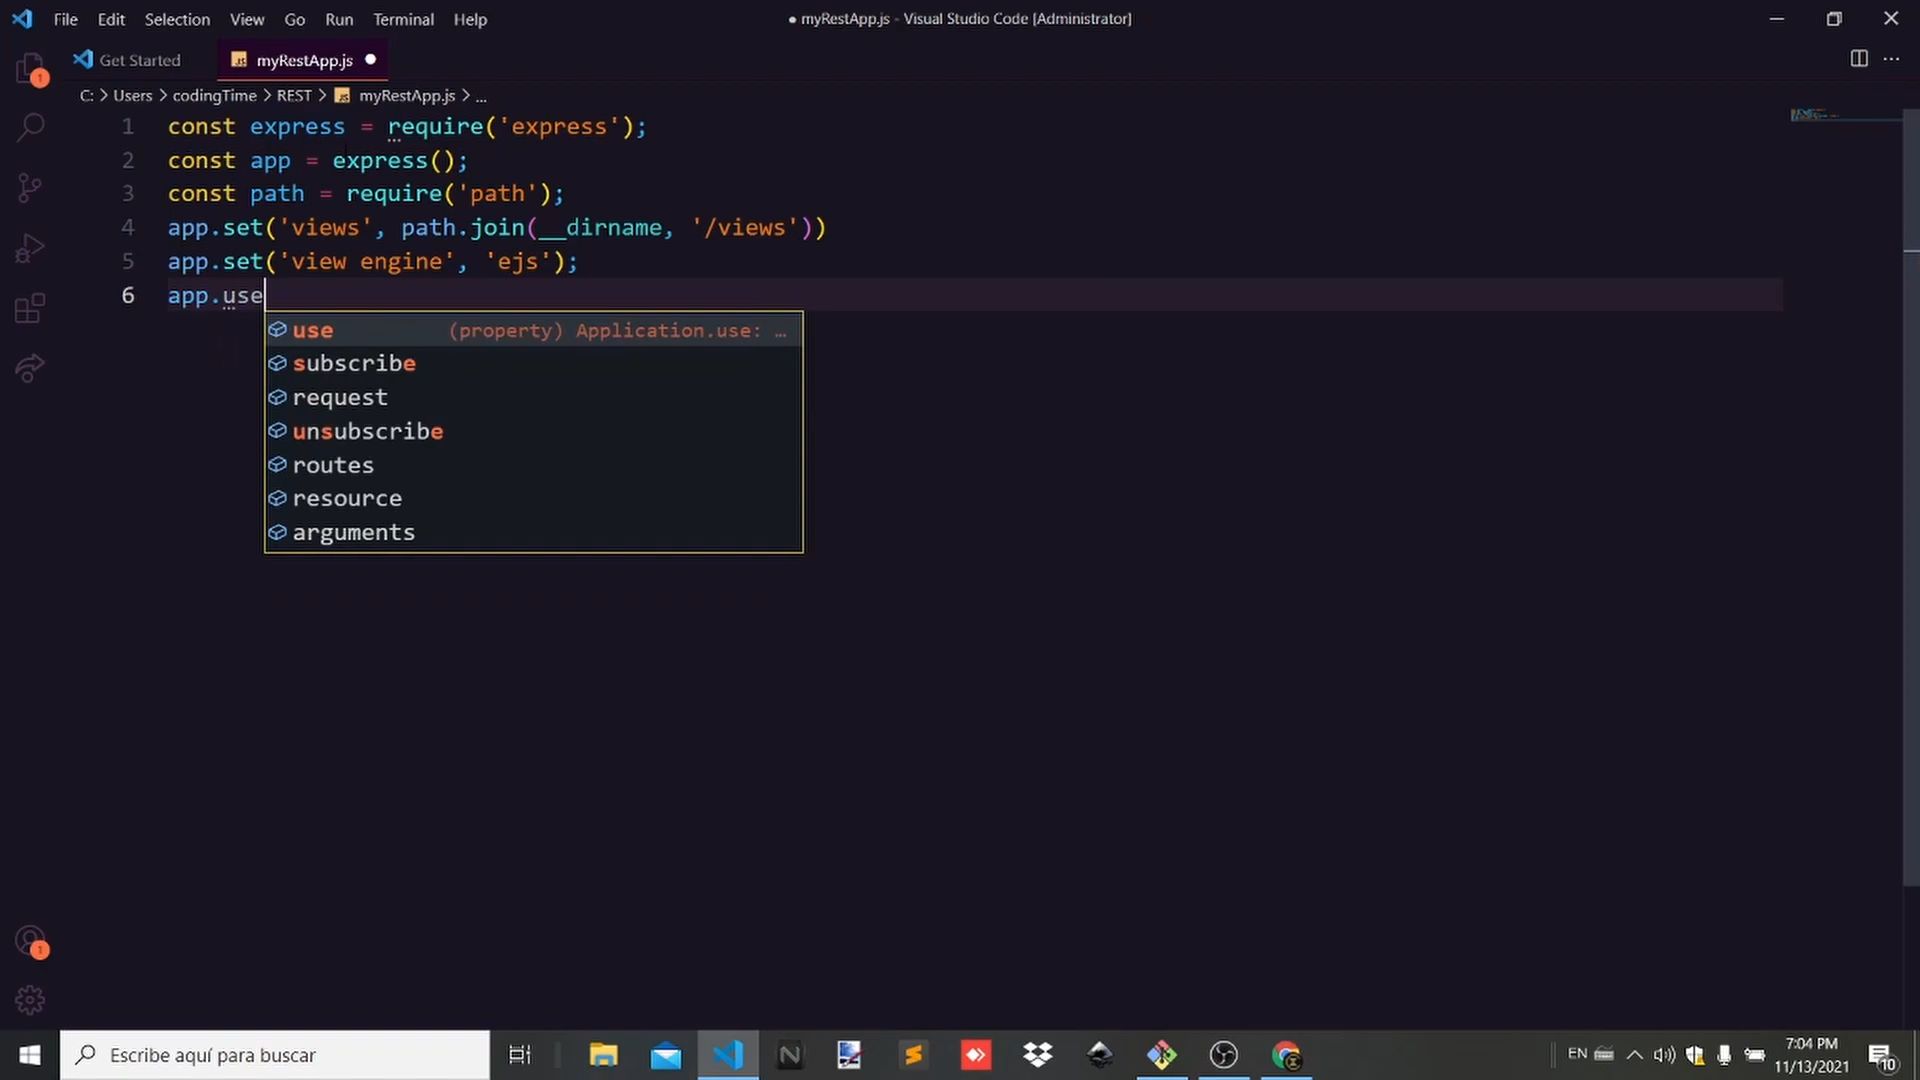 File Edit Selection View Go Run Terminal Help
● myRestApp.js - Visual Studio Code [Administrator]
Get Started
myRestApp.js
C: > Users > codingTime > REST > myRestApp.js > ...
1 const express = require('express');
2 const app = express();
3 const path = require('path');
4 app.set('views', path.join(__dirname, '/views'))
5 app.set('view engine', 'ejs');
6 app.use
use (property) Application.use: …
subscribe
request
unsubscribe
routes
resource
arguments
1
1
Escribe aquí para buscar
EN
7:04 PM
11/13/2021
10